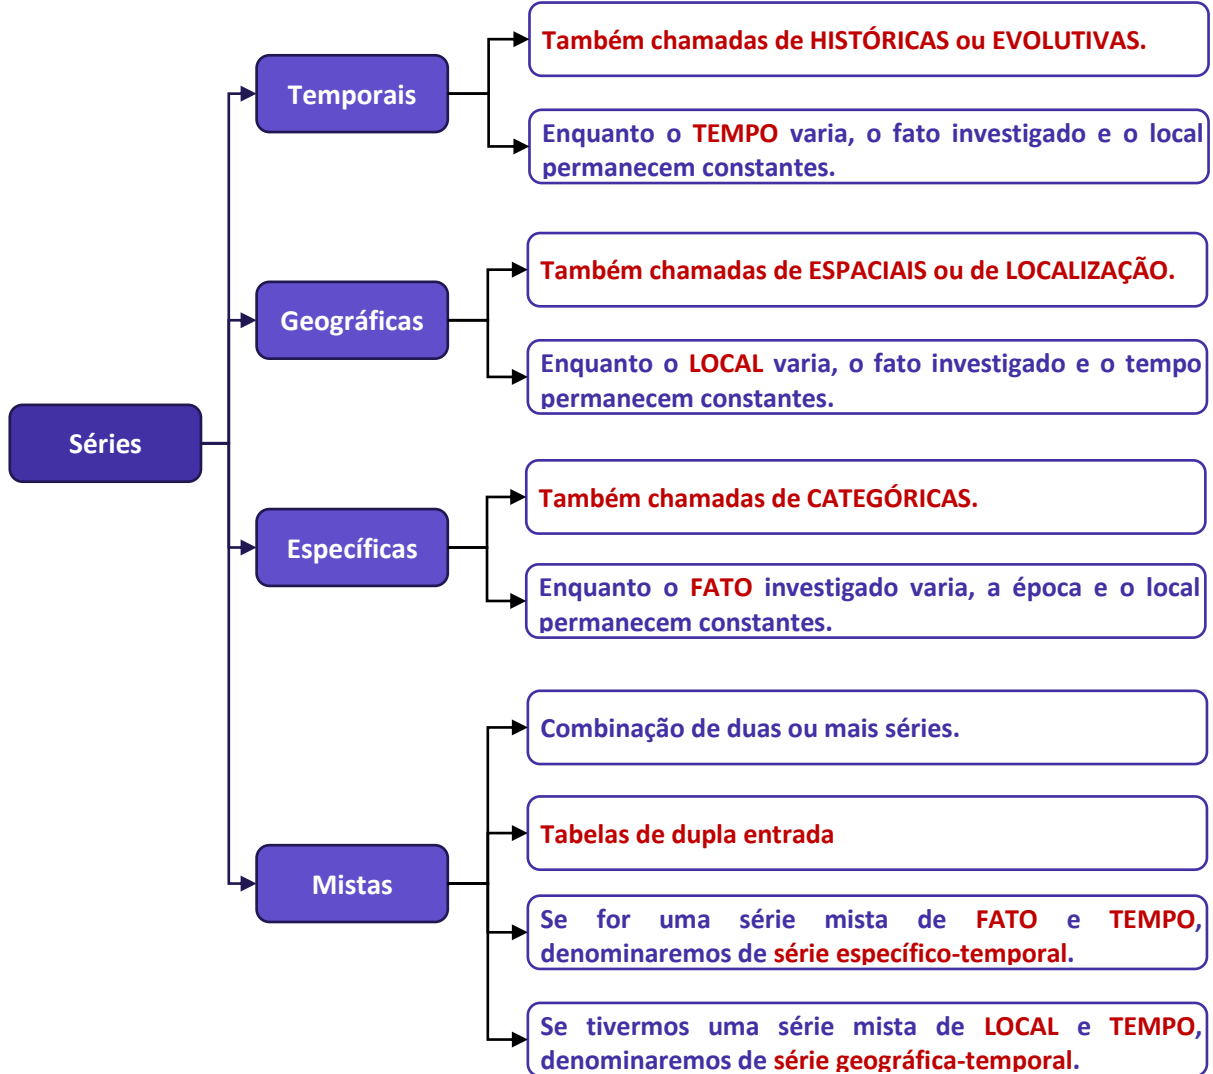 Séries
Temporais
Também chamadas de HISTÓRICAS ou EVOLUTIVAS.
Enquanto o TEMPO varia, o fato investigado e o local
permanecem constantes.
Geográficas
Também chamadas de ESPACIAIS ou de LOCALIZAÇÃO.
Enquanto o LOCAL varia, o fato investigado e o tempo
permanecem constantes.
Específicas
Também chamadas de CATEGÓRICAS.
Enquanto o FATO investigado varia, a época e o local
permanecem constantes.
Mistas
Combinação de duas ou mais séries.
Tabelas de dupla entrada
Se for uma série mista de FATO e TEMPO,
denominaremos de série específico-temporal.
Se tivermos uma série mista de LOCAL e TEMPO,
denominaremos de série geográfica-temporal.